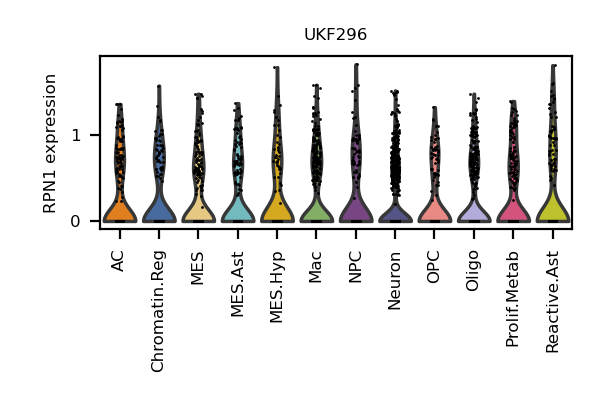 UKF296
RPN1 expression
1
0
AC
Chromatin.Reg
MES
MES.Ast
MES.Hyp
Mac
NPC
Neuron
OPC
Oligo
Prolif.Metab
Reactive.Ast